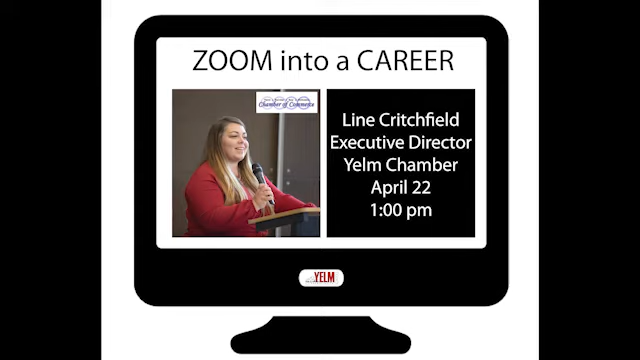 ZOOM into a CAREER
Chamber of Commerce
Line Critchfield
Executive Director
Yelm Chamber
April 22
1:00 pm
YELM